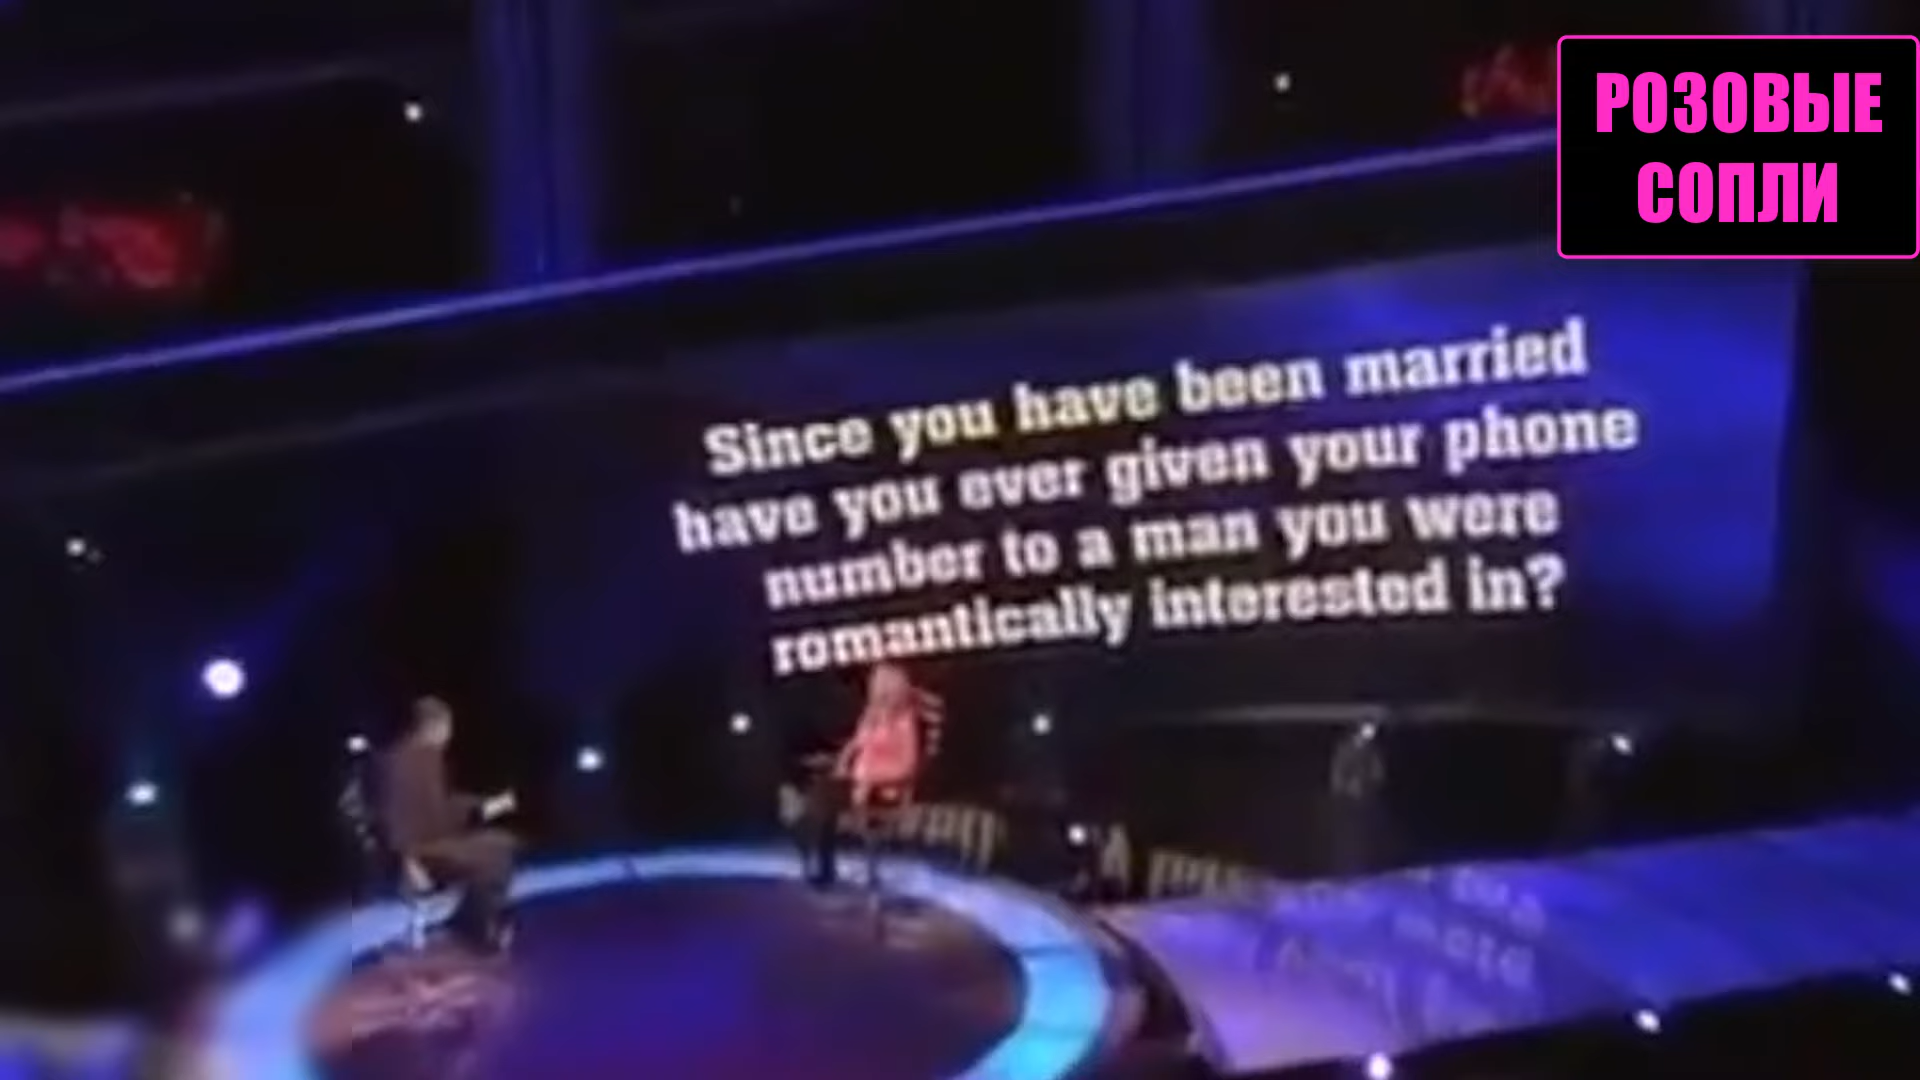 РОЗОВЫЕ
СОПЛИ
Since you have been married
have you ever given your phone
number to a man you were
romantically interested in?